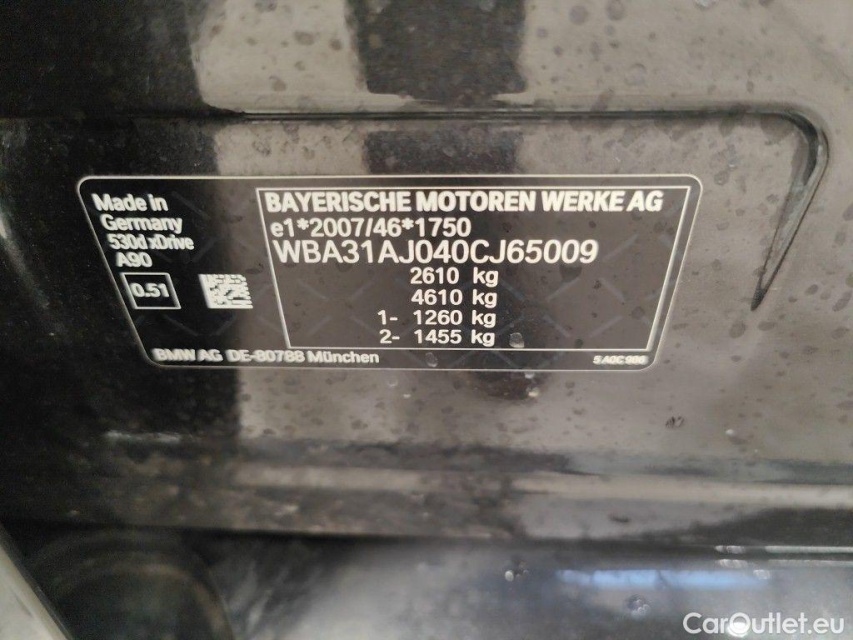 Made in
Germany
530d xDrive
A90
0.51
BAYERISCHE MOTOREN WERKE AG
e1*2007/46*1750
WBA31AJ040CJ65009
2610 kg
4610 kg
1- 1260 kg
2- 1455 kg
BMW AG DE-80788 München
CarOutlet.eu